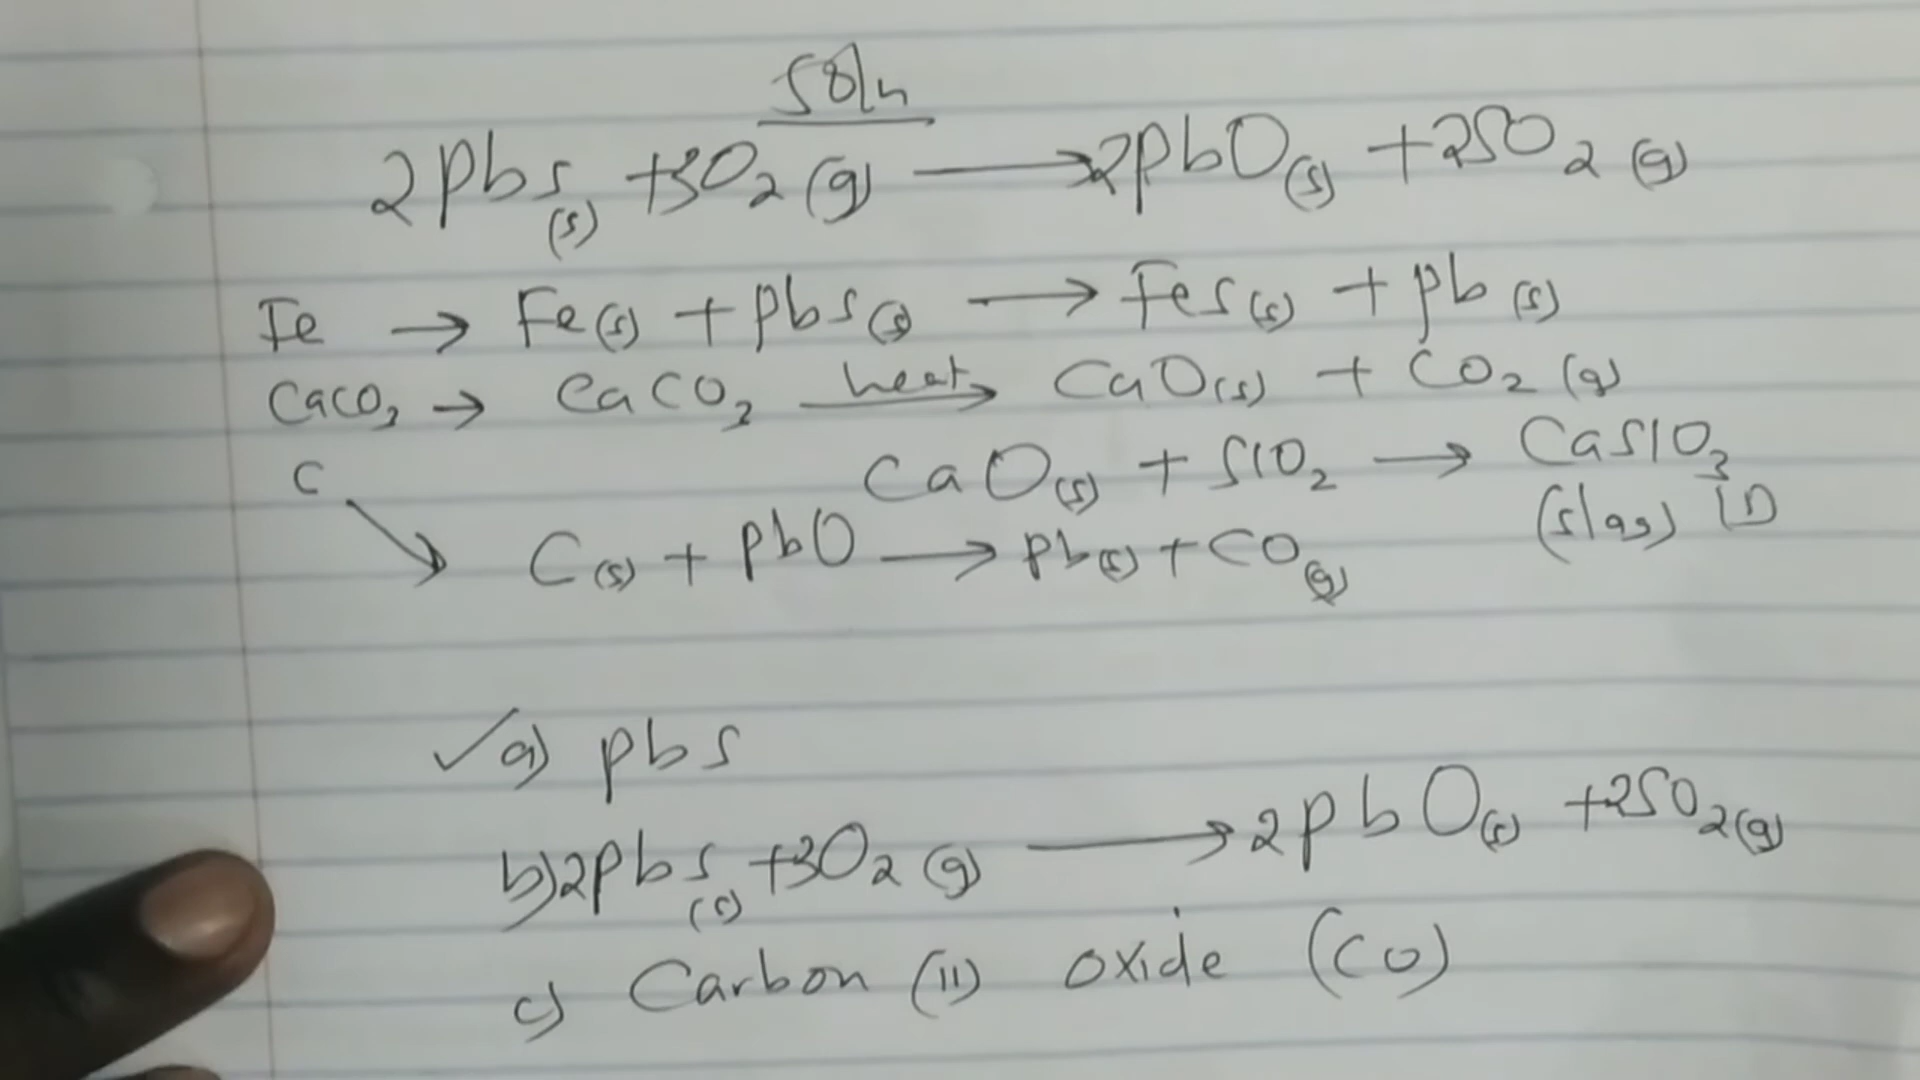 Soln
2Pbs(s) + 3O2(g) → 2PbO(s) + 2SO2(g)
Fe → Fe(s) + Pbs(s) → Fes(s) + Pb(s)
CaCO3 → CaCO3 heat→ CaO(s) + CO2(g)
C CaO(s) + SiO2 → CaSiO3
(slag) (l)
↘ C(s) + PbO → Pb(s) + CO(g)
✓a) Pbs
b) 2Pbs(s) + 3O2(g) → 2PbO(s) + 2SO2(g)
c) Carbon (ii) oxide (CO)